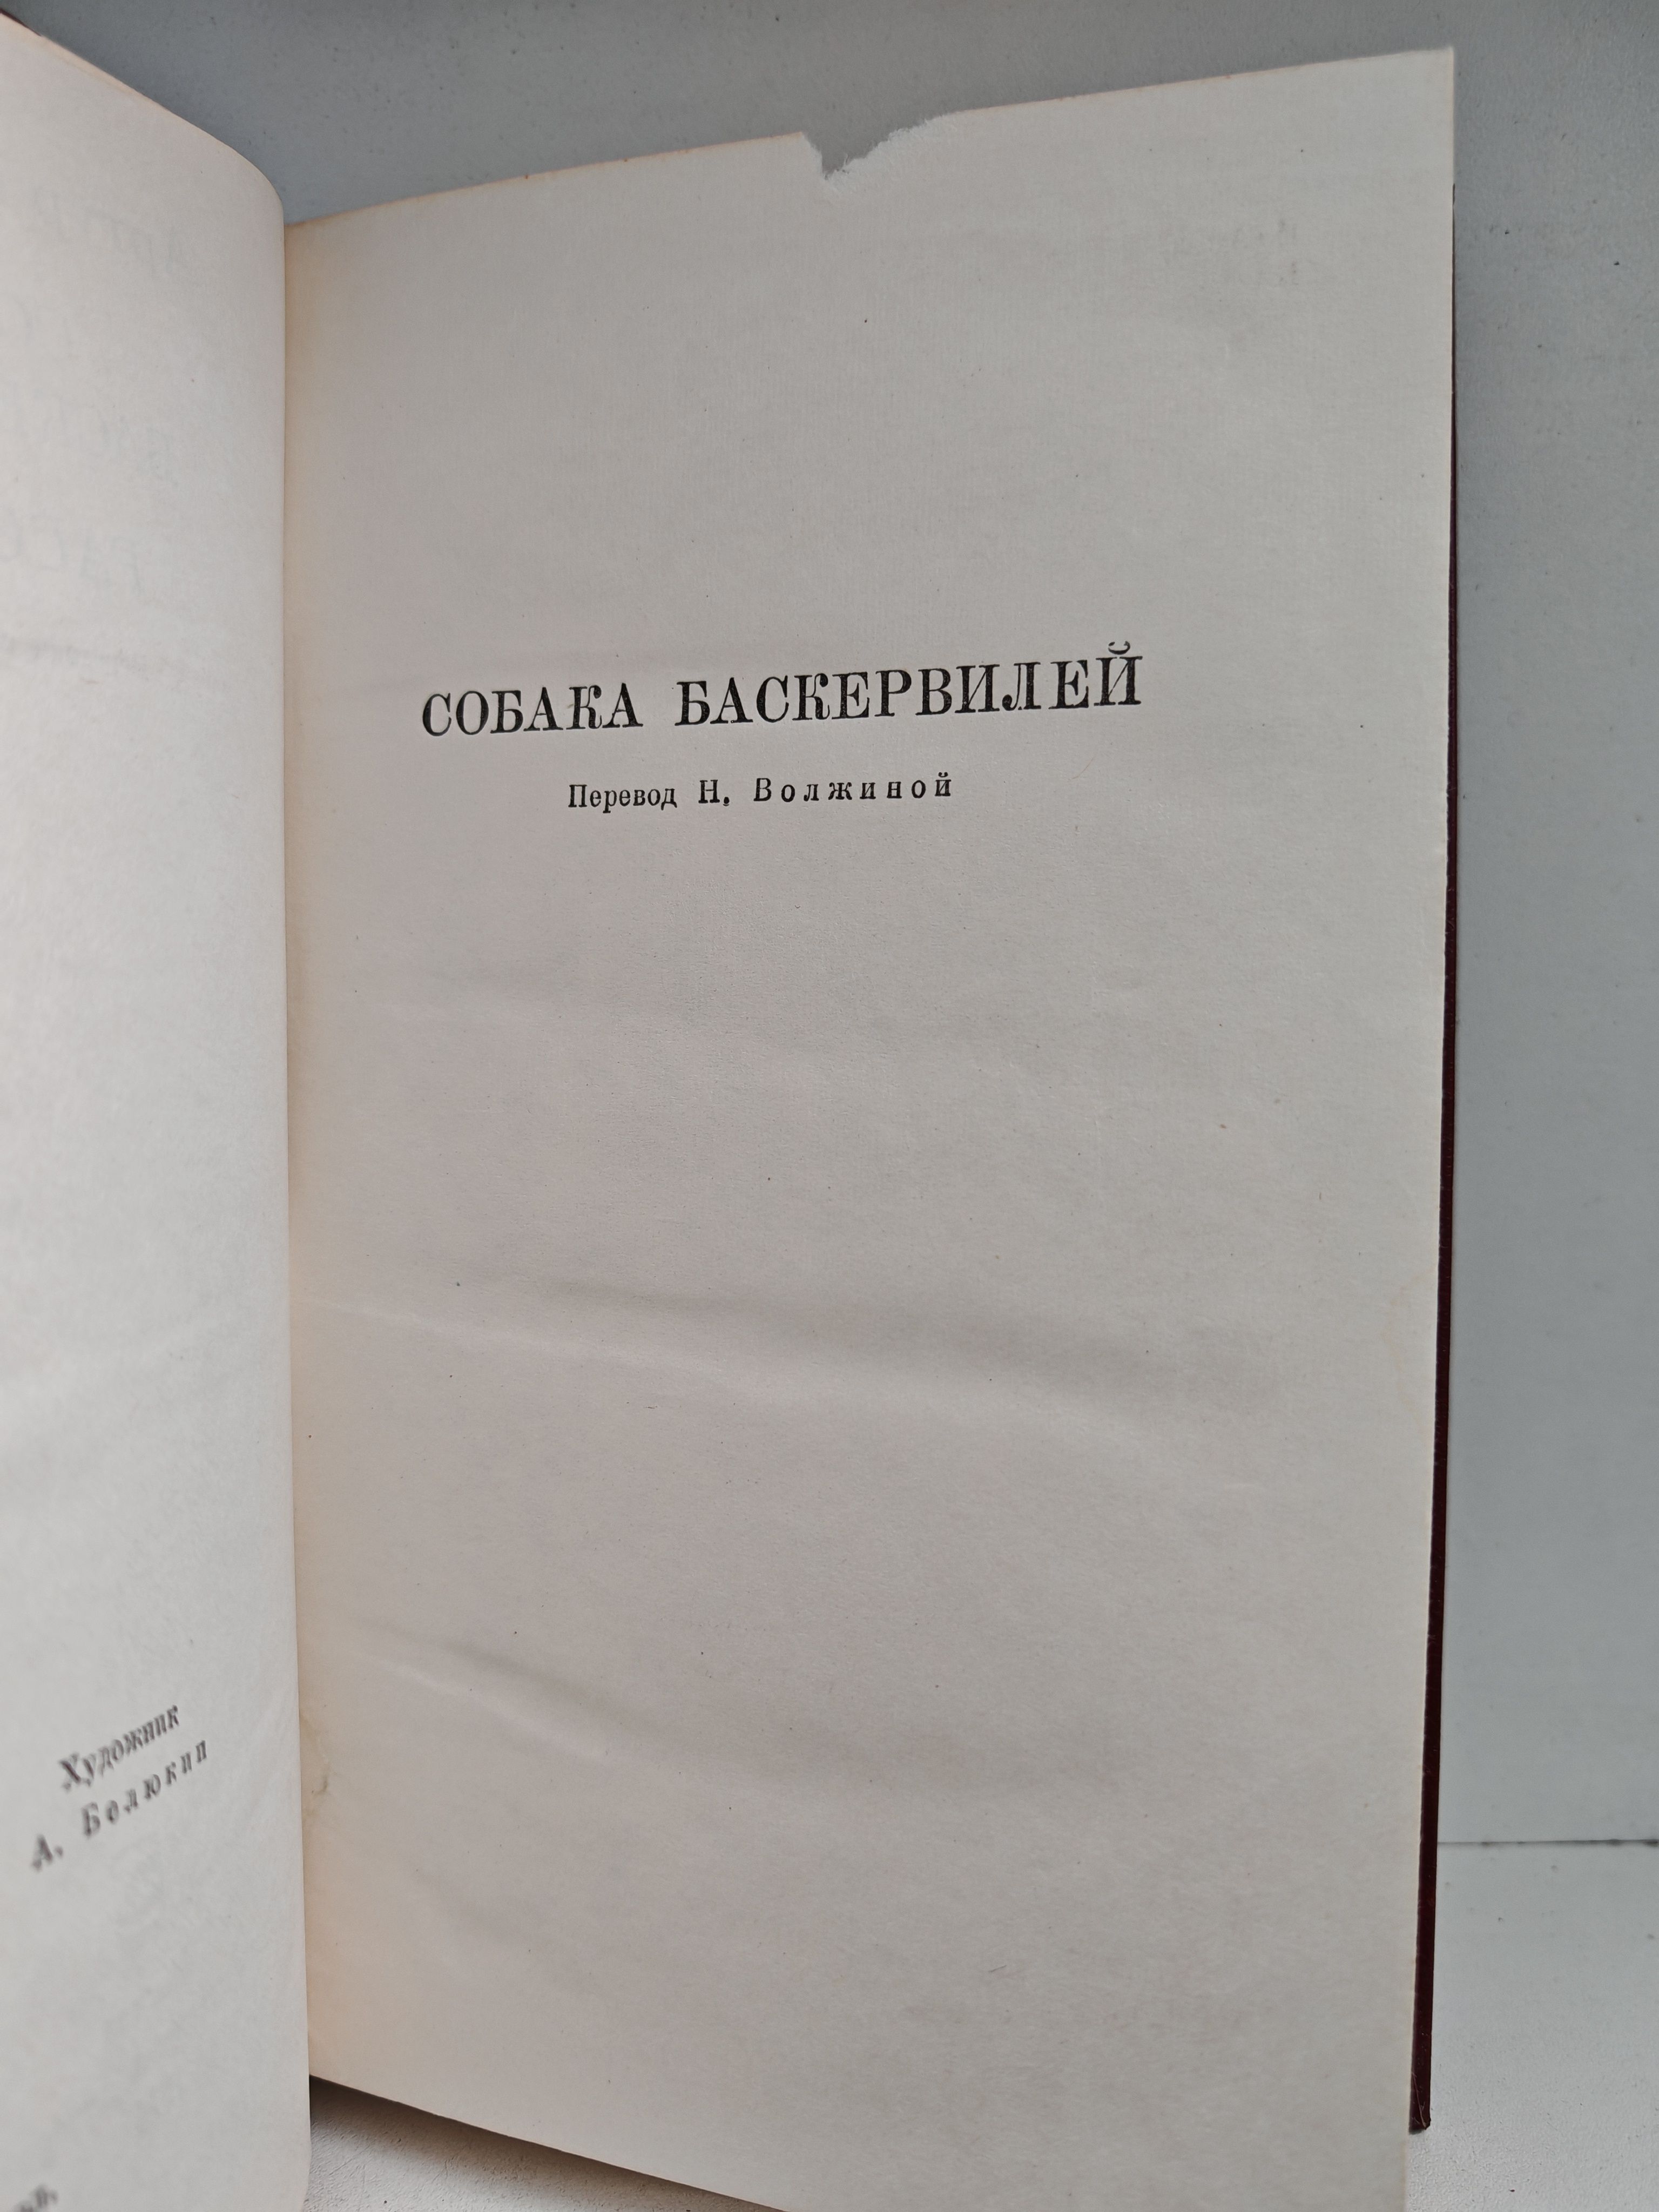 Художник
А. Белюкин
СОБАКА БАСКЕРВИЛЕЙ
Перевод Н. Волжиной